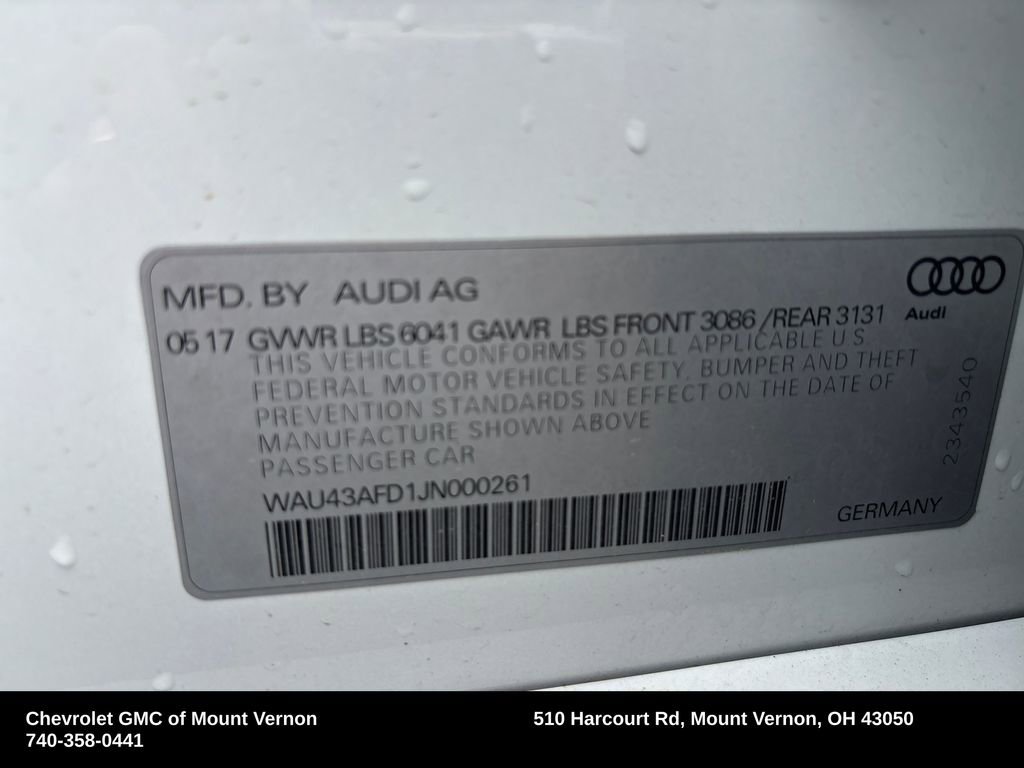 MFD. BY AUDI AG
05 17 GVWR LBS 6041 GAWR LBS FRONT 3086 /REAR 3131
Audi
THIS VEHICLE CONFORMS TO ALL APPLICABLE U.S.
FEDERAL MOTOR VEHICLE SAFETY, BUMPER AND THEFT
PREVENTION STANDARDS IN EFFECT ON THE DATE OF
MANUFACTURE SHOWN ABOVE
PASSENGER CAR
2343540
WAU43AFD1JN000261
GERMANY
Chevrolet GMC of Mount Vernon
740-358-0441
510 Harcourt Rd, Mount Vernon, OH 43050